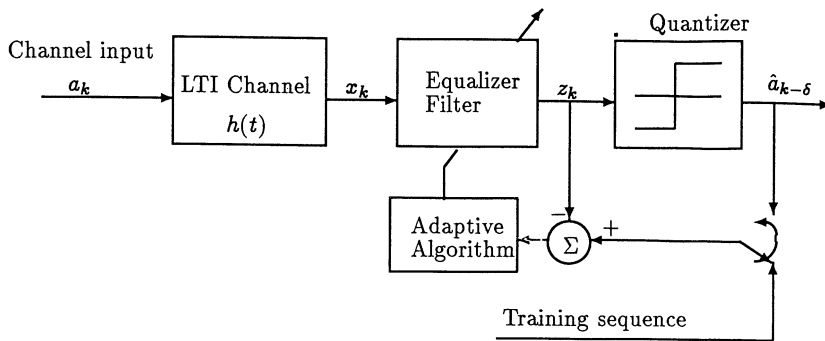 Quantizer
Channel input
a_k
LTI Channel
h(t)
x_k
Equalizer
Filter
z_k
â_{k-δ}
Adaptive
Algorithm
−
Σ
+
Training sequence